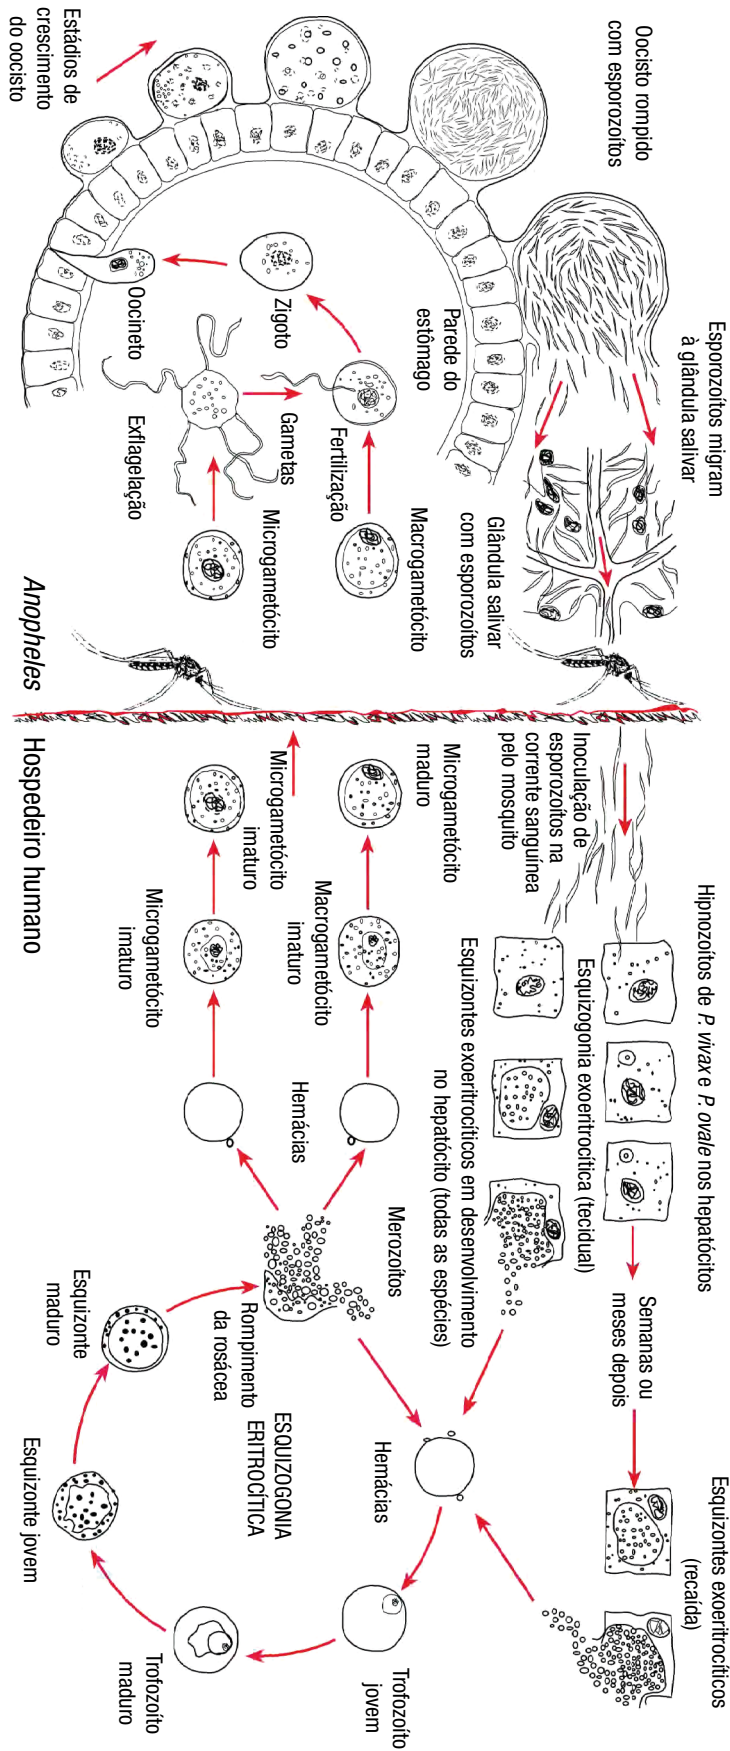 Oocisto rompido
com esporozoítos
Esporozoítos migram
à glândula salivar
Hipnozoítos de P. vivax e P. ovale nos hepatócitos
Semanas ou
meses depois
Esquizontes exoeritrocíticos
(recaída)
Esquizogonia exoeritrocítica (tecidual)
Inoculação de
esporozoítos na
corrente sanguínea
pelo mosquito
Glândula salivar
com esporozoítos
Esquizontes exoeritrocíticos em desenvolvimento
no hepatócito (todas as espécies)
Parede do
estômago
Macrogametócito
Microgametócito
maduro
Merozoítos
Hemácias
Trofozoíto
jovem
Fertilização
Macrogametócito
imaturo
Hemácias
Gametas
Zigoto
Microgametócito
Microgametócito
imaturo
ESQUIZOGONIA
ERITROCÍTICA
Rompimento
da rosácea
Oocineto
Exflagelação
Microgametócito
imaturo
Trofozoíto
maduro
Esquizonte
maduro
Esquizonte jovem
Estádios de
crescimento
do oocisto
Anopheles
Hospedeiro humano